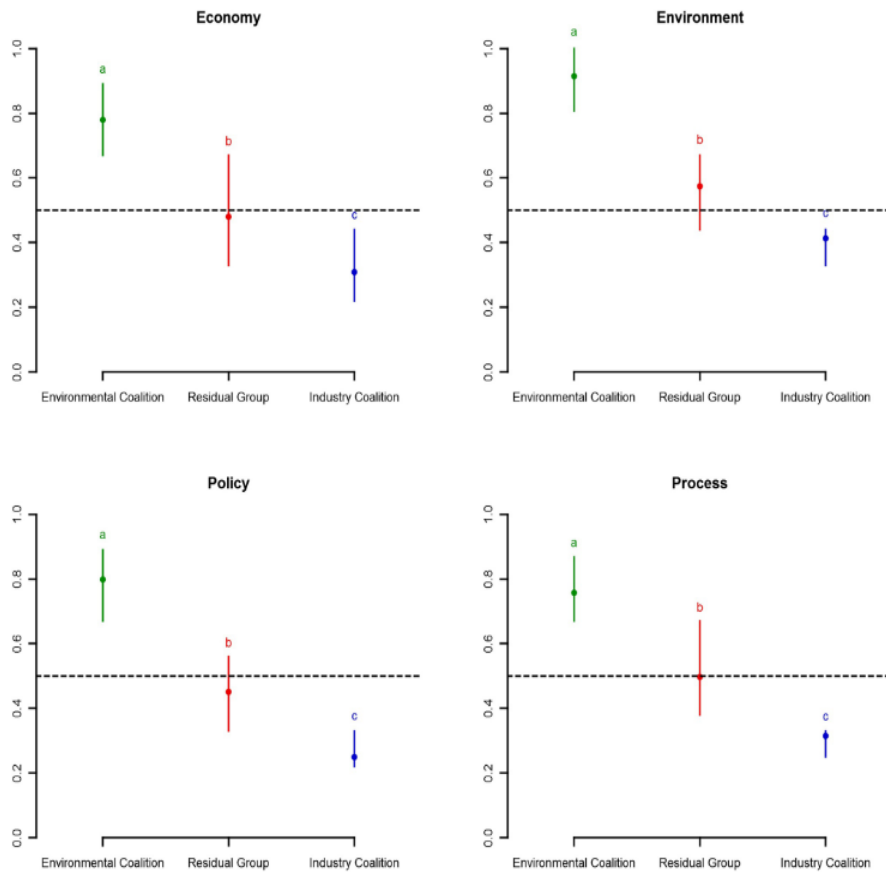 Economy
1.0
0.8
0.6
0.4
0.2
0.0
a
b
c
Environmental Coalition Residual Group Industry Coalition
Environment
1.0
0.8
0.6
0.4
0.2
0.0
a
b
c
Environmental Coalition Residual Group Industry Coalition
Policy
1.0
0.8
0.6
0.4
0.2
0.0
a
b
c
Environmental Coalition Residual Group Industry Coalition
Process
1.0
0.8
0.6
0.4
0.2
0.0
a
b
c
Environmental Coalition Residual Group Industry Coalition